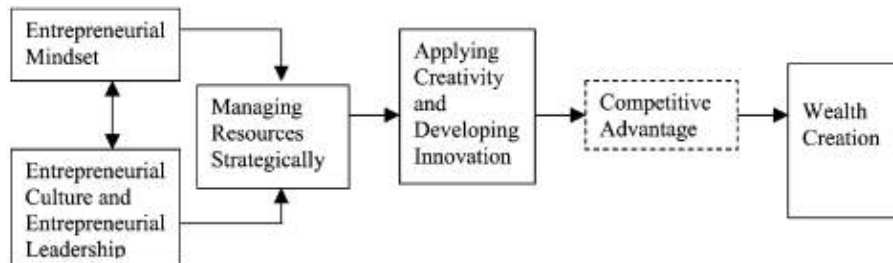 Entrepreneurial
Mindset
Entrepreneurial
Culture and
Entrepreneurial
Leadership
Managing
Resources
Strategically
Applying
Creativity
and
Developing
Innovation
Competitive
Advantage
Wealth
Creation